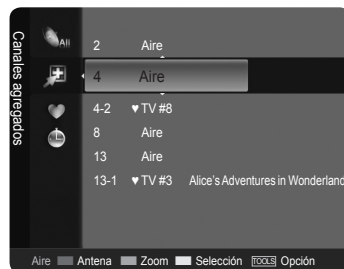 Canales agregados
All
2 Aire
4 Aire
4-2 ♥ TV #8
8 Aire
13 Aire
13-1 ♥ TV #3 Alice's Adventures in Wonderland
Aire Antena Zoom Selección TOOLS Opción